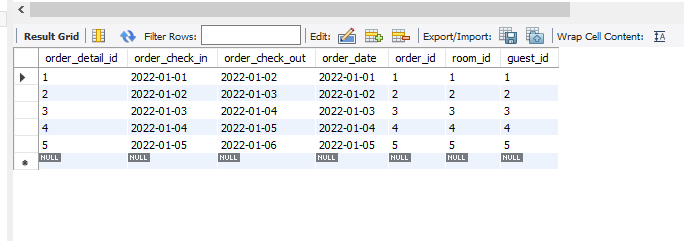 Result Grid Filter Rows: Edit: Export/Import: Wrap Cell Content:
order_detail_id order_check_in order_check_out order_date order_id room_id guest_id
1 2022-01-01 2022-01-02 2022-01-01 1 1 1
2 2022-01-02 2022-01-03 2022-01-02 2 2 2
3 2022-01-03 2022-01-04 2022-01-03 3 3 3
4 2022-01-04 2022-01-05 2022-01-04 4 4 4
5 2022-01-05 2022-01-06 2022-01-05 5 5 5
NULL NULL NULL NULL NULL NULL NULL